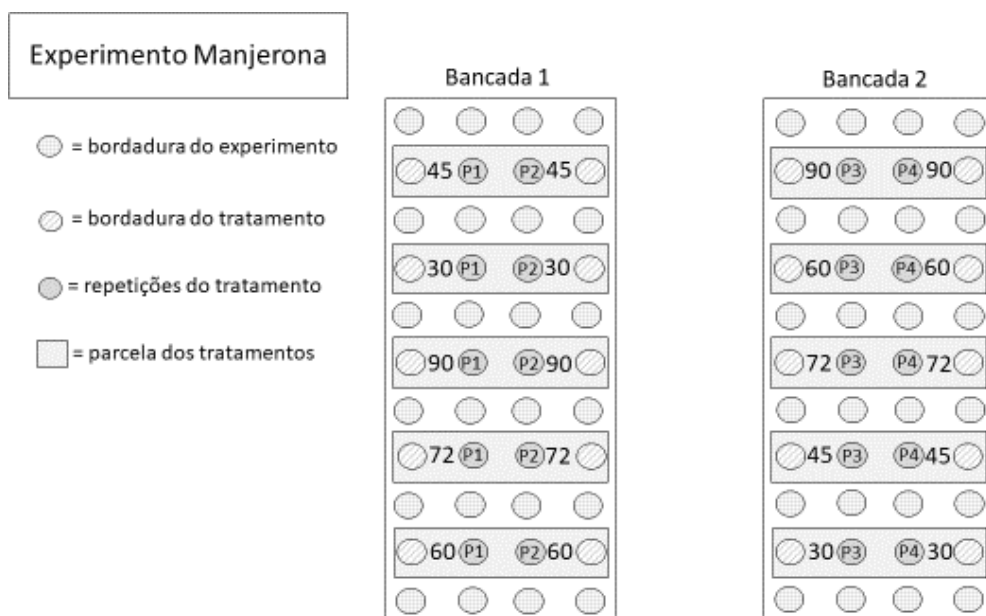 Experimento Manjerona
= bordadura do experimento
= bordadura do tratamento
= repetições do tratamento
= parcela dos tratamentos
Bancada 1
45 P1 P2 45
30 P1 P2 30
90 P1 P2 90
72 P1 P2 72
60 P1 P2 60
Bancada 2
90 P3 P4 90
60 P3 P4 60
72 P3 P4 72
45 P3 P4 45
30 P3 P4 30